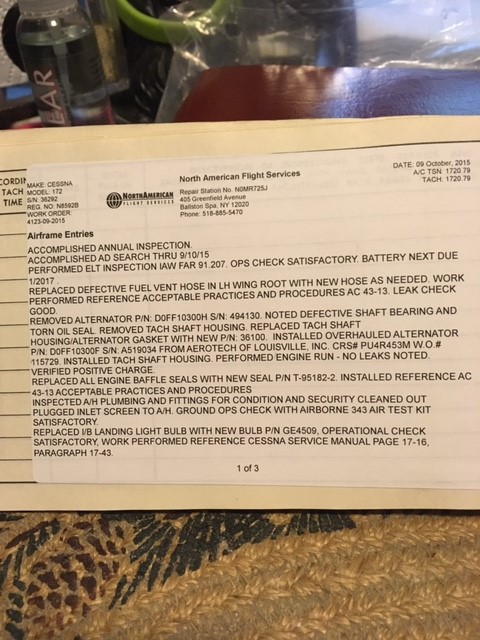 EAR
CORDIN
TACH
TIME
MAKE: CESSNA
MODEL: 172
S/N: 36292
REG. NO: N8592B
WORK ORDER:
4123-09-2015
NORTHAMERICAN
FLIGHT SERVICES
North American Flight Services
Repair Station No. N0MR725J
405 Greenfield Avenue
Ballston Spa, NY 12020
Phone: 518-885-5470
DATE: 09 October, 2015
A/C TSN: 1720.79
TACH: 1720.79
Airframe Entries
ACCOMPLISHED ANNUAL INSPECTION.
ACCOMPLISHED AD SEARCH THRU 9/10/15
PERFORMED ELT INSPECTION IAW FAR 91.207. OPS CHECK SATISFACTORY. BATTERY NEXT DUE
1/2017 .
REPLACED DEFECTIVE FUEL VENT HOSE IN LH WING ROOT WITH NEW HOSE AS NEEDED. WORK
PERFORMED REFERENCE ACCEPTABLE PRACTICES AND PROCEDURES AC 43-13. LEAK CHECK
GOOD.
REMOVED ALTERNATOR P/N: D0FF10300H S/N: 494130. NOTED DEFECTIVE SHAFT BEARING AND
TORN OIL SEAL. REMOVED TACH SHAFT HOUSING. REPLACED TACH SHAFT
HOUSING/ALTERNATOR GASKET WITH NEW P/N: 36100. INSTALLED OVERHAULED ALTERNATOR
P/N: D0FF10300F S/N: A519034 FROM AEROTECH OF LOUISVILLE, INC. CRS# PU4R453M W.O.#
115729. INSTALLED TACH SHAFT HOUSING. PERFORMED ENGINE RUN - NO LEAKS NOTED.
VERIFIED POSITIVE CHARGE.
REPLACED ALL ENGINE BAFFLE SEALS WITH NEW SEAL P/N T-95182-2. INSTALLED REFERENCE AC
43-13 ACCEPTABLE PRACTICES AND PROCEDURES
INSPECTED A/H PLUMBING AND FITTINGS FOR CONDITION AND SECURITY CLEANED OUT
PLUGGED INLET SCREEN TO A/H. GROUND OPS CHECK WITH AIRBORNE 343 AIR TEST KIT
SATISFACTORY.
REPLACED I/B LANDING LIGHT BULB WITH NEW BULB P/N GE4509, OPERATIONAL CHECK
SATISFACTORY, WORK PERFORMED REFERENCE CESSNA SERVICE MANUAL PAGE 17-16,
PARAGRAPH 17-43.
1 of 3